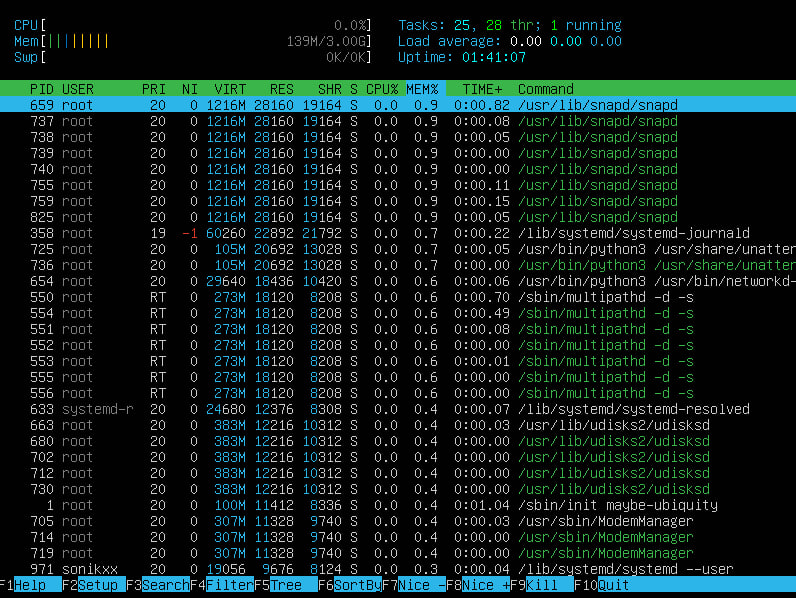 CPU[ 0.0%] Tasks: 25, 28 thr; 1 running
Mem[|||||||| 139M/3.00G] Load average: 0.00 0.00 0.00
Swp[ 0K/0K] Uptime: 01:41:07
PID USER PRI NI VIRT RES SHR S CPU% MEM% TIME+ Command
659 root 20 0 1216M 28160 19164 S 0.0 0.9 0:00.82 /usr/lib/snapd/snapd
737 root 20 0 1216M 28160 19164 S 0.0 0.9 0:00.08 /usr/lib/snapd/snapd
738 root 20 0 1216M 28160 19164 S 0.0 0.9 0:00.05 /usr/lib/snapd/snapd
739 root 20 0 1216M 28160 19164 S 0.0 0.9 0:00.00 /usr/lib/snapd/snapd
740 root 20 0 1216M 28160 19164 S 0.0 0.9 0:00.00 /usr/lib/snapd/snapd
755 root 20 0 1216M 28160 19164 S 0.0 0.9 0:00.11 /usr/lib/snapd/snapd
759 root 20 0 1216M 28160 19164 S 0.0 0.9 0:00.15 /usr/lib/snapd/snapd
825 root 20 0 1216M 28160 19164 S 0.0 0.9 0:00.05 /usr/lib/snapd/snapd
358 root 19 -1 60260 22892 21792 S 0.0 0.7 0:00.22 /lib/systemd/systemd-journald
725 root 20 0 105M 20692 13028 S 0.0 0.7 0:00.05 /usr/bin/python3 /usr/share/unatten
736 root 20 0 105M 20692 13028 S 0.0 0.7 0:00.00 /usr/bin/python3 /usr/share/unatten
654 root 20 0 29640 18436 10420 S 0.0 0.6 0:00.06 /usr/bin/python3 /usr/bin/networkd-
550 root RT 0 273M 18120 8208 S 0.0 0.6 0:00.70 /sbin/multipathd -d -s
554 root RT 0 273M 18120 8208 S 0.0 0.6 0:00.49 /sbin/multipathd -d -s
551 root RT 0 273M 18120 8208 S 0.0 0.6 0:00.08 /sbin/multipathd -d -s
552 root RT 0 273M 18120 8208 S 0.0 0.6 0:00.00 /sbin/multipathd -d -s
553 root RT 0 273M 18120 8208 S 0.0 0.6 0:00.01 /sbin/multipathd -d -s
555 root RT 0 273M 18120 8208 S 0.0 0.6 0:00.00 /sbin/multipathd -d -s
556 root RT 0 273M 18120 8208 S 0.0 0.6 0:00.00 /sbin/multipathd -d -s
633 systemd-r 20 0 24680 12376 8308 S 0.0 0.4 0:00.07 /lib/systemd/systemd-resolved
663 root 20 0 383M 12216 10312 S 0.0 0.4 0:00.03 /usr/lib/udisks2/udisksd
680 root 20 0 383M 12216 10312 S 0.0 0.4 0:00.00 /usr/lib/udisks2/udisksd
702 root 20 0 383M 12216 10312 S 0.0 0.4 0:00.00 /usr/lib/udisks2/udisksd
712 root 20 0 383M 12216 10312 S 0.0 0.4 0:00.00 /usr/lib/udisks2/udisksd
730 root 20 0 383M 12216 10312 S 0.0 0.4 0:00.00 /usr/lib/udisks2/udisksd
1 root 20 0 100M 11412 8336 S 0.0 0.4 0:01.04 /sbin/init maybe-ubiquity
705 root 20 0 307M 11328 9740 S 0.0 0.4 0:00.03 /usr/sbin/ModemManager
714 root 20 0 307M 11328 9740 S 0.0 0.4 0:00.00 /usr/sbin/ModemManager
719 root 20 0 307M 11328 9740 S 0.0 0.4 0:00.00 /usr/sbin/ModemManager
971 sonikxx 20 0 19056 9676 8124 S 0.0 0.3 0:00.04 /lib/systemd/systemd --user
F1Help F2Setup F3SearchF4FilterF5Tree F6SortByF7Nice -F8Nice +F9Kill F10Quit